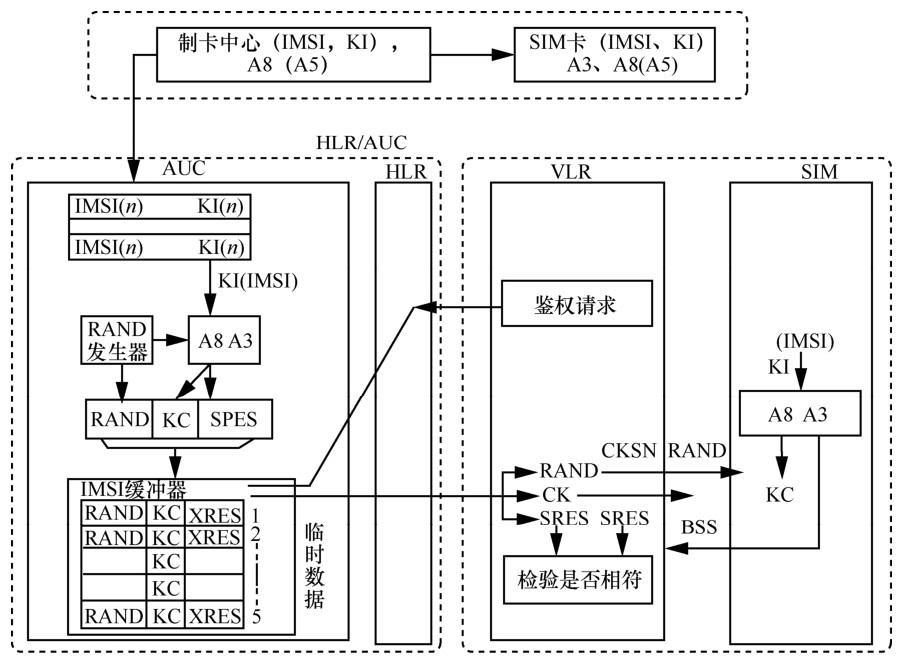 制卡中心（IMSI，KI），
A8（A5）
SIM卡（IMSI、KI）
A3、A8(A5)
HLR/AUC
AUC
HLR
VLR
SIM
IMSI(n) KI(n)
IMSI(n) KI(n)
KI(IMSI)
RAND
发生器
A8 A3
RAND KC SPES
IMSI缓冲器
RAND KC XRES 1
RAND KC XRES 2
KC
KC
RAND KC XRES 5
临时数据
鉴权请求
RAND
CK
SRES SRES
检验是否相符
CKSN RAND
BSS
(IMSI)
KI
A8 A3
KC